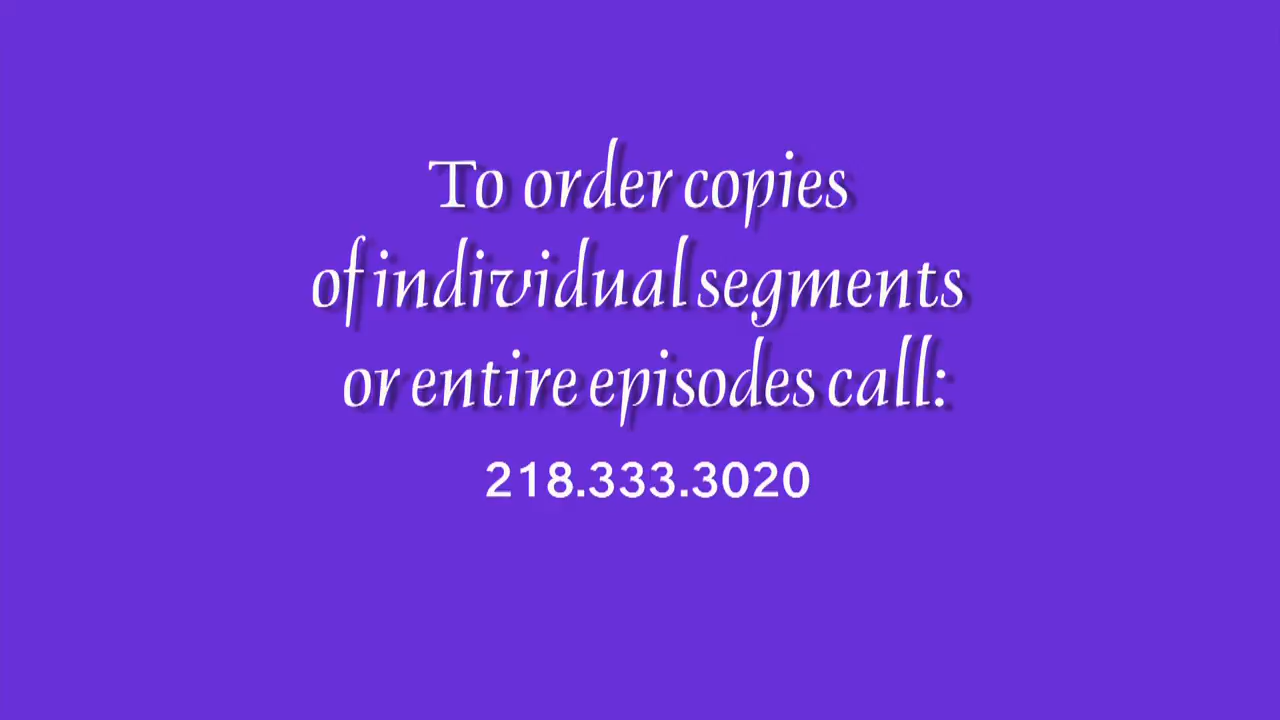 To order copies
of individual segments
or entire episodes call:
218.333.3020